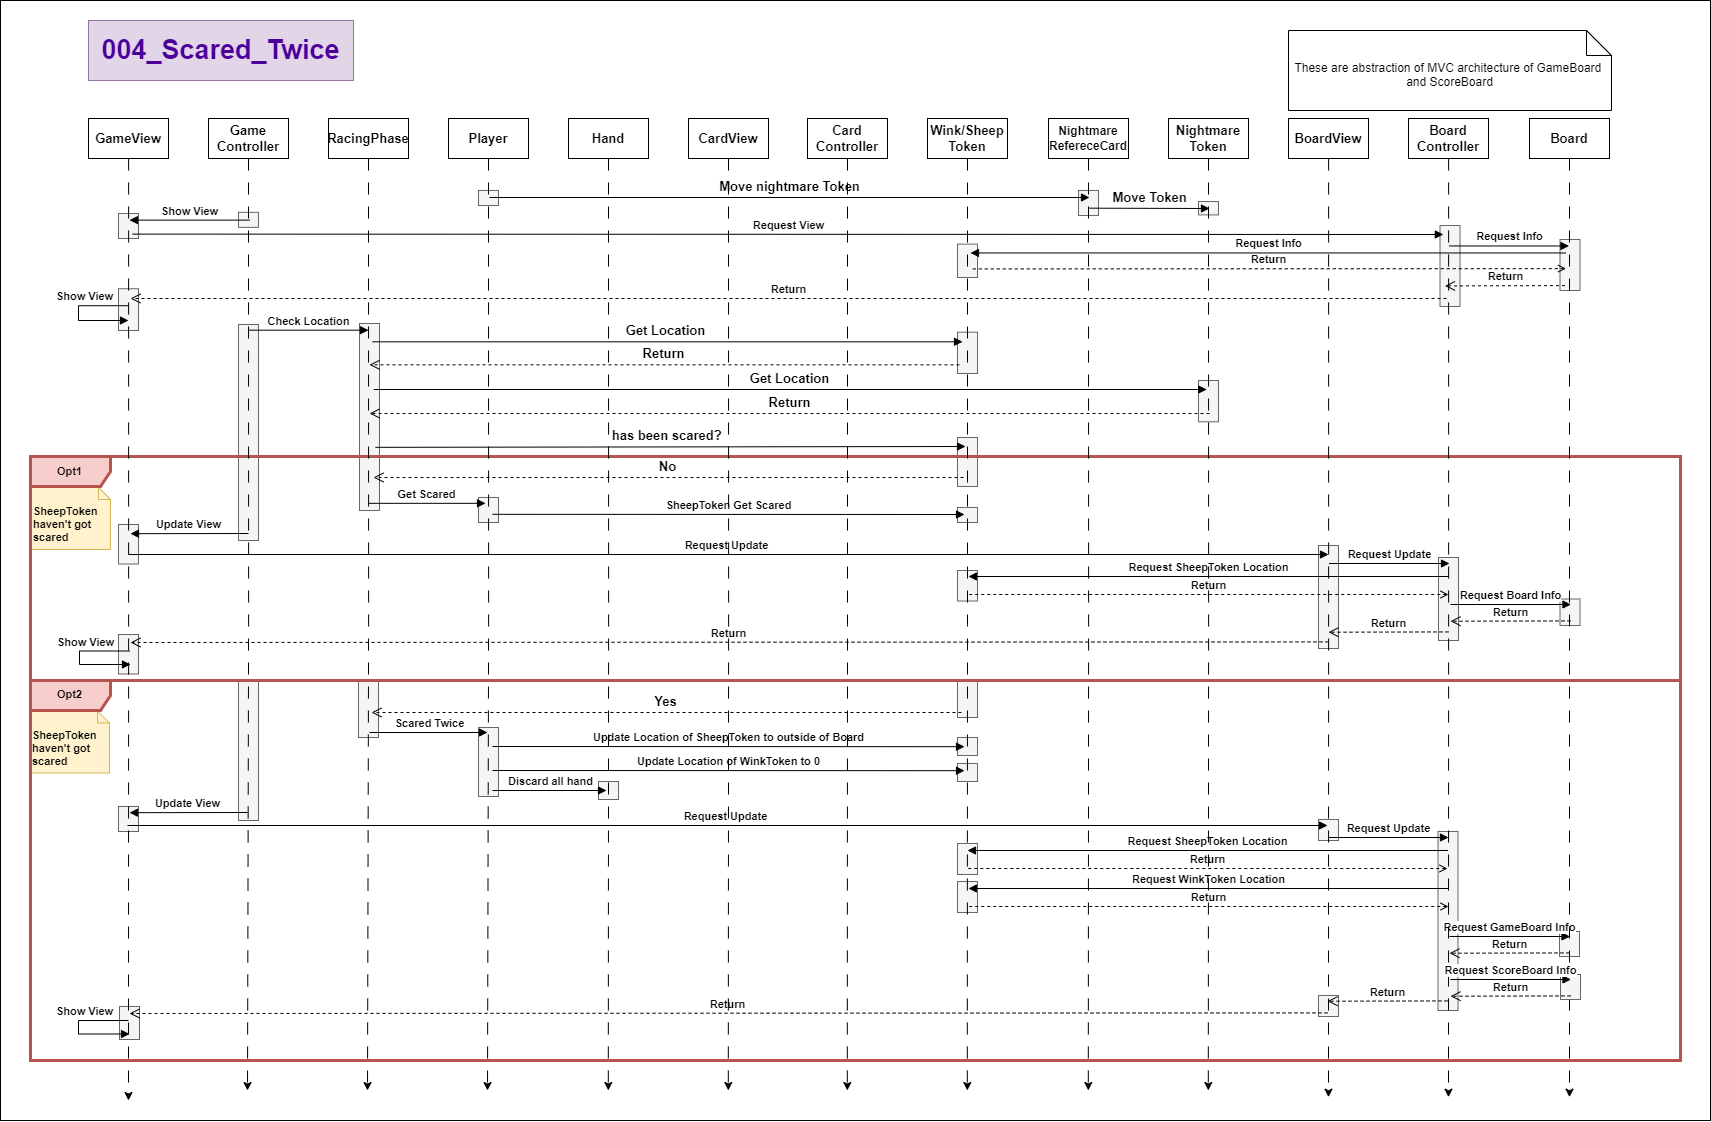 004_Scared_Twice
These are abstraction of MVC architecture of GameBoard
and ScoreBoard
GameView
Game
Controller
RacingPhase
Player
Hand
CardView
Card
Controller
Wink/Sheep
Token
Nightmare
RefereceCard
Nightmare
Token
BoardView
Board
Controller
Board
Move nightmare Token
Move Token
Show View
Request View
Request Info
Request Info
Return
Return
Return
Show View
Check Location
Get Location
Return
Get Location
Return
has been scared?
Opt1
No
SheepToken
haven't got
scared
Get Scared
SheepToken Get Scared
Update View
Request Update
Request Update
Request SheepToken Location
Return
Request Board Info
Return
Return
Return
Show View
Opt2
Yes
SheepToken
haven't got
scared
Scared Twice
Update Location of SheepToken to outside of Board
Update Location of WinkToken to 0
Discard all hand
Update View
Request Update
Request Update
Request SheepToken Location
Return
Request WinkToken Location
Return
Request GameBoard Info
Return
Request ScoreBoard Info
Return
Return
Return
Show View